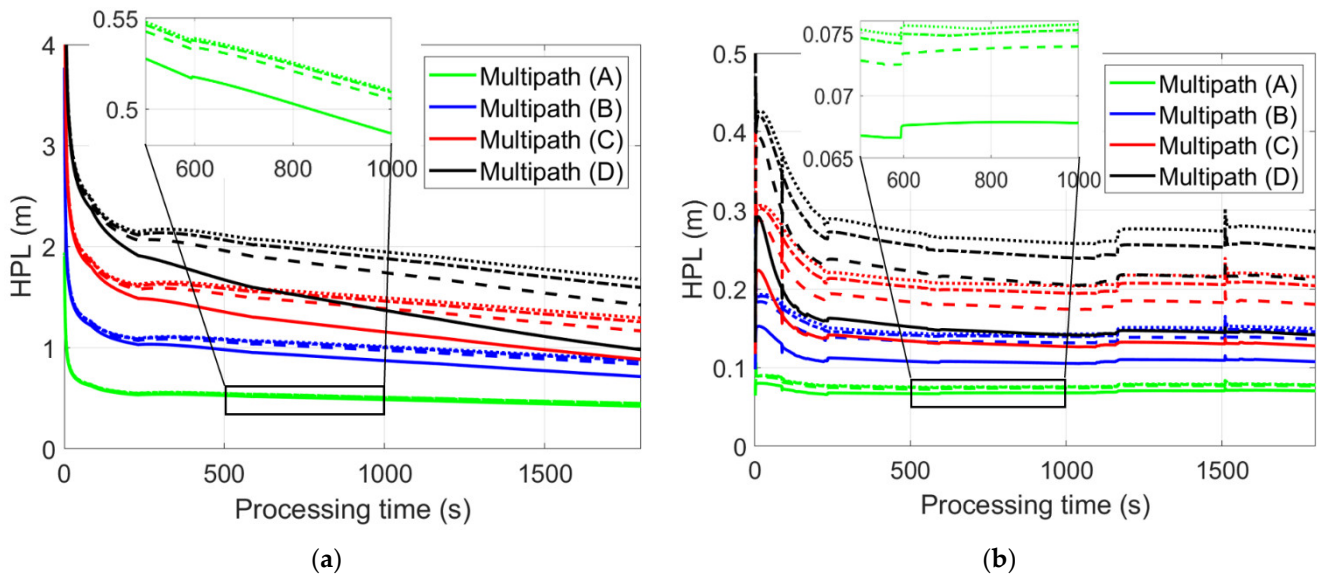 0.55
0.5
600 800 1000
4
3
2
1
0
HPL (m)
Multipath (A)
Multipath (B)
Multipath (C)
Multipath (D)
0 500 1000 1500
Processing time (s)
(a)
0.075
0.07
0.065
600 800 1000
0.5
0.4
0.3
0.2
0.1
0
HPL (m)
Multipath (A)
Multipath (B)
Multipath (C)
Multipath (D)
0 500 1000 1500
Processing time (s)
(b)